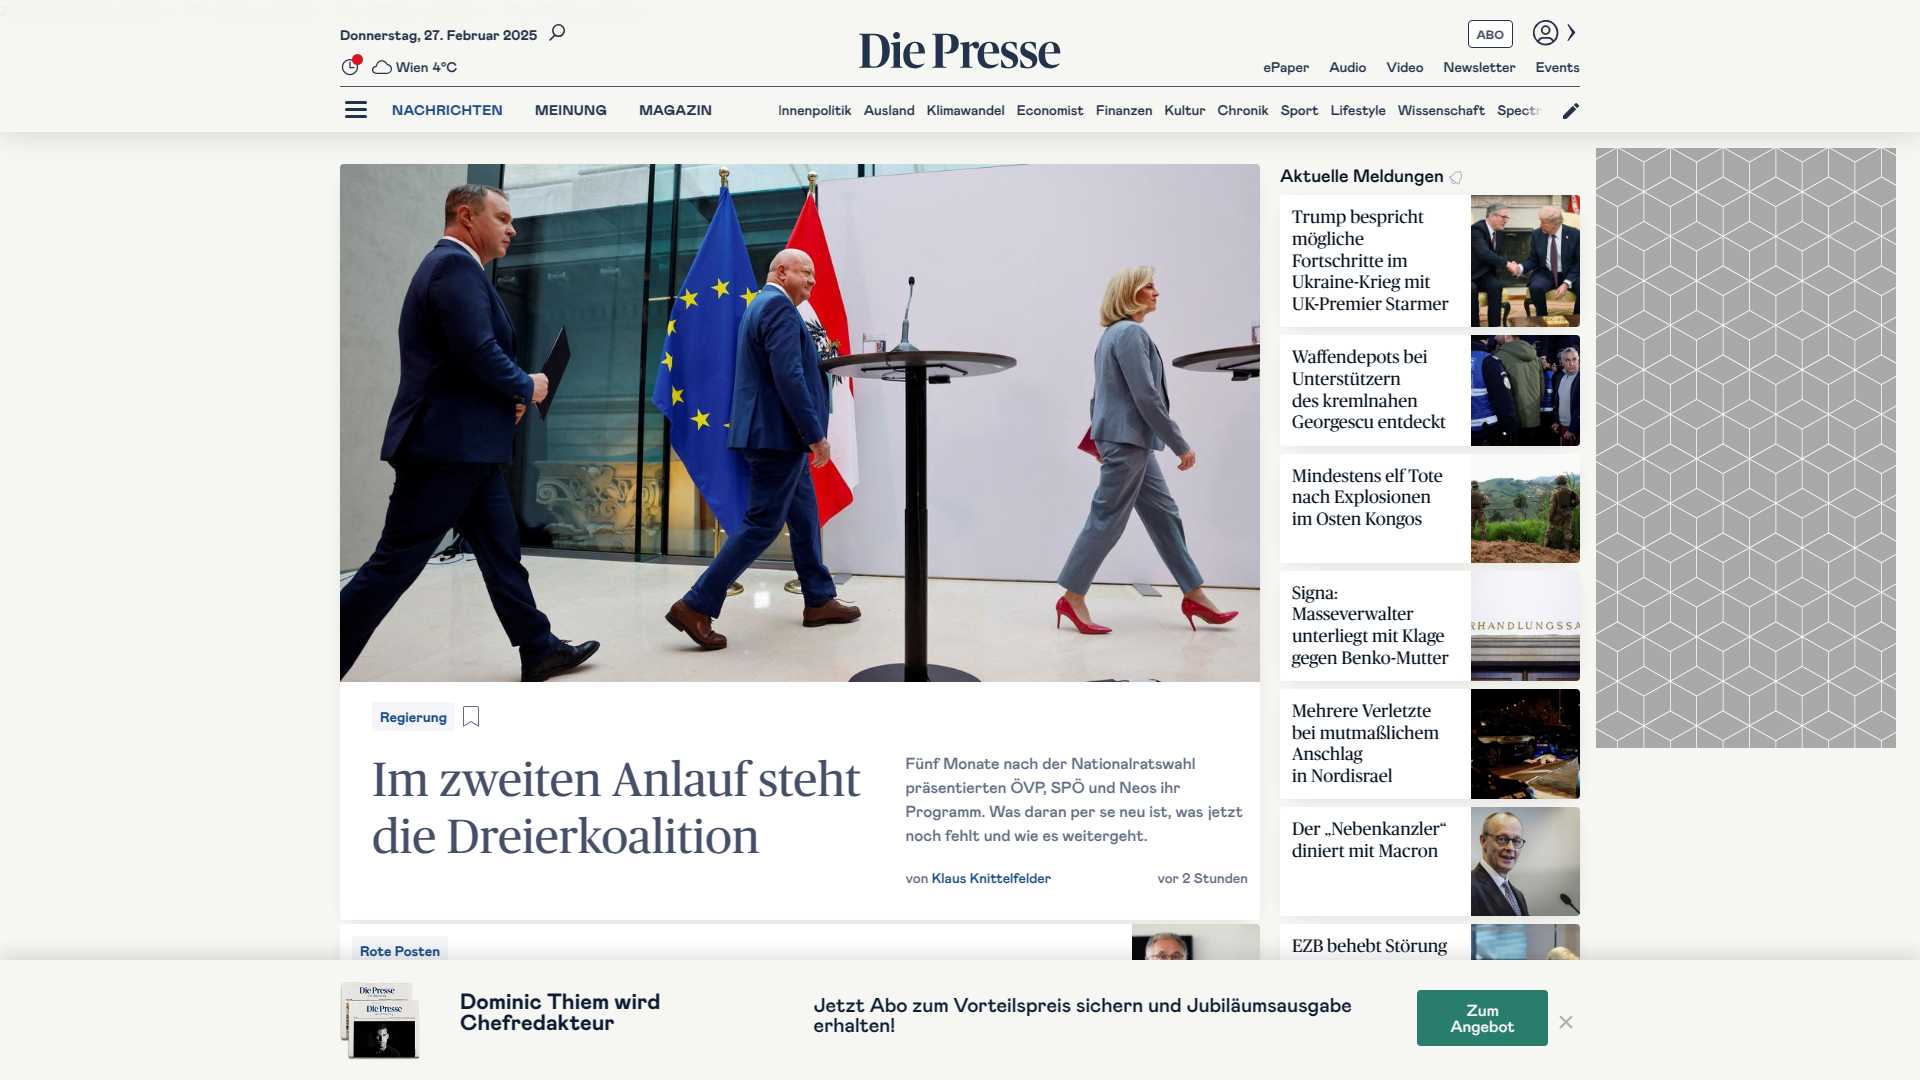 Donnerstag, 27. Februar 2025
Wien 4°C
Die Presse
ABO
ePaper Audio Video Newsletter Events
NACHRICHTEN MEINUNG MAGAZIN
Innenpolitik Ausland Klimawandel Economist Finanzen Kultur Chronik Sport Lifestyle Wissenschaft Spectr
Regierung
Im zweiten Anlauf steht
die Dreierkoalition
Fünf Monate nach der Nationalratswahl
präsentierten ÖVP, SPÖ und Neos ihr
Programm. Was daran per se neu ist, was jetzt
noch fehlt und wie es weitergeht.
von Klaus Knittelfelder
vor 2 Stunden
Rote Posten
Aktuelle Meldungen
Trump bespricht
mögliche
Fortschritte im
Ukraine-Krieg mit
UK-Premier Starmer
Waffendepots bei
Unterstützern
des kremlnahen
Georgescu entdeckt
Mindestens elf Tote
nach Explosionen
im Osten Kongos
Signa:
Masseverwalter
unterliegt mit Klage
gegen Benko-Mutter
RHANDLUNGSSA
Mehrere Verletzte
bei mutmaßlichem
Anschlag
in Nordisrael
Der „Nebenkanzler“
diniert mit Macron
EZB behebt Störung
Die Presse
Die Presse
Dominic Thiem wird
Chefredakteur
Jetzt Abo zum Vorteilspreis sichern und Jubiläumsausgabe
erhalten!
Zum
Angebot